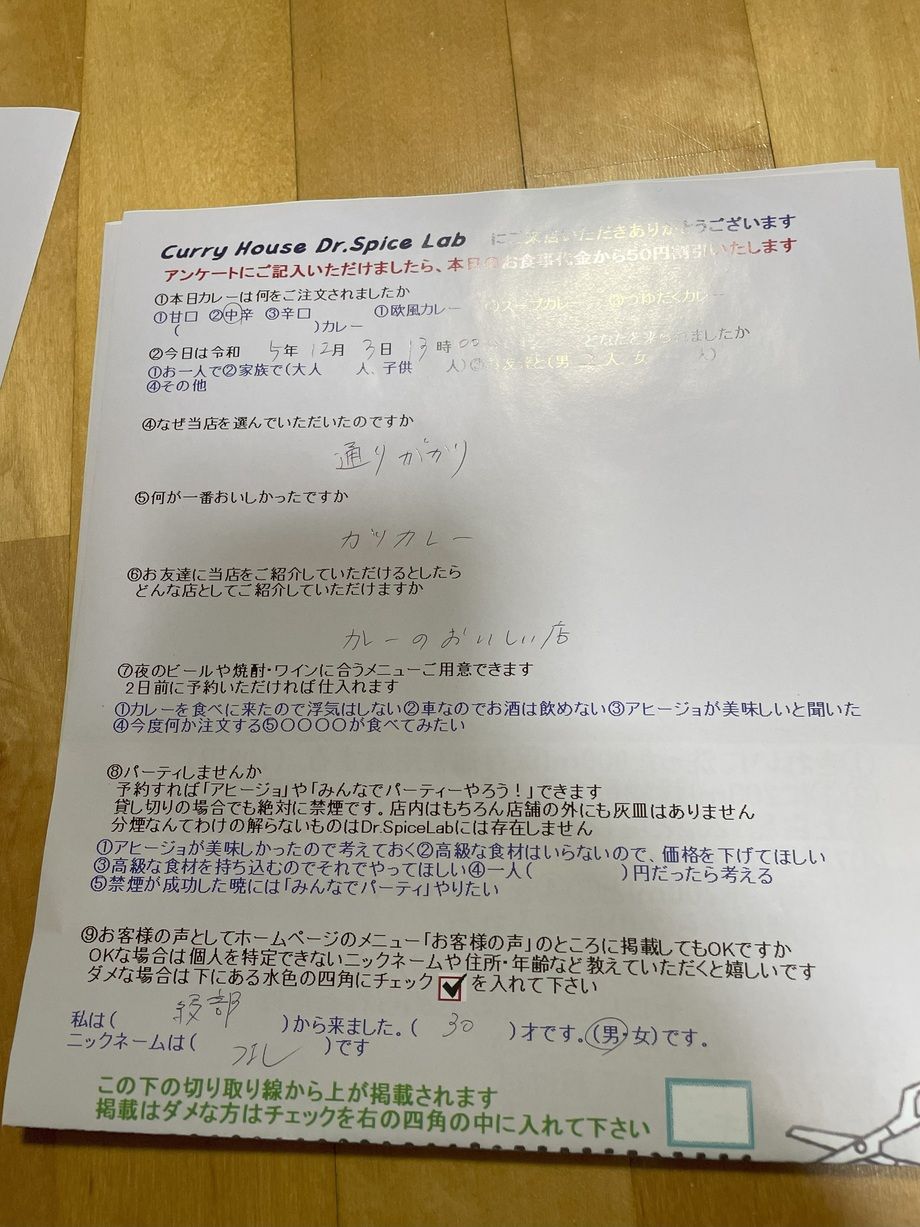 Curry House Dr.Spice Lab にご来店いただきありがとうございます
アンケートにご記入いただけましたら、本日のお食事代金から50円割引いたします
①本日カレーは何をご注文されましたか
①甘口 ②中辛 ③辛口 ①欧風カレー ②スープカレー ③つゆだくカレー
( )カレー
②今日は令和 5年 12月 3日 13時00 どなたと来られましたか
①お一人で②家族で(大人 人、子供 人)③お友達と(男 二 人 女 人)
④その他
④なぜ当店を選んでいただいたのですか
通りがかり
⑤何が一番おいしかったですか
カツカレー
⑥お友達に当店をご紹介していただけるとしたら
どんな店としてご紹介していただけますか
カレーのおいしい店
⑦夜のビールや焼酎・ワインに合うメニューご用意できます
2日前に予約いただければ仕入れます
①カレーを食べに来たので浮気はしない②車なのでお酒は飲めない③アヒージョが美味しいと聞いた
④今度何か注文する⑤〇〇〇〇が食べてみたい
⑧パーティしませんか
予約すれば「アヒージョ」や「みんなでパーティーやろう！」できます
貸し切りの場合でも絶対に禁煙です。店内はもちろん店舗の外にも灰皿はありません
分煙なんてわけの解らないものはDr.SpiceLabには存在しません
①アヒージョが美味しかったので考えておく②高級な食材はいらないので、価格を下げてほしい
③高級な食材を持ち込むのでそれでやってほしい④一人( )円だったら考える
⑤禁煙が成功した暁には「みんなでパーティ」やりたい
⑨お客様の声としてホームページのメニュー「お客様の声」のところに掲載してもOKですか
OKな場合は個人を特定できないニックネームや住所・年齢など教えていただくと嬉しいです
ダメな場合は下にある水色の四角にチェック を入れて下さい
私は( 綾部 )から来ました。( 30 )才です。(男・女)です。
ニックネームは( )です
この下の切り取り線から上が掲載されます
掲載はダメな方はチェックを右の四角の中に入れて下さい